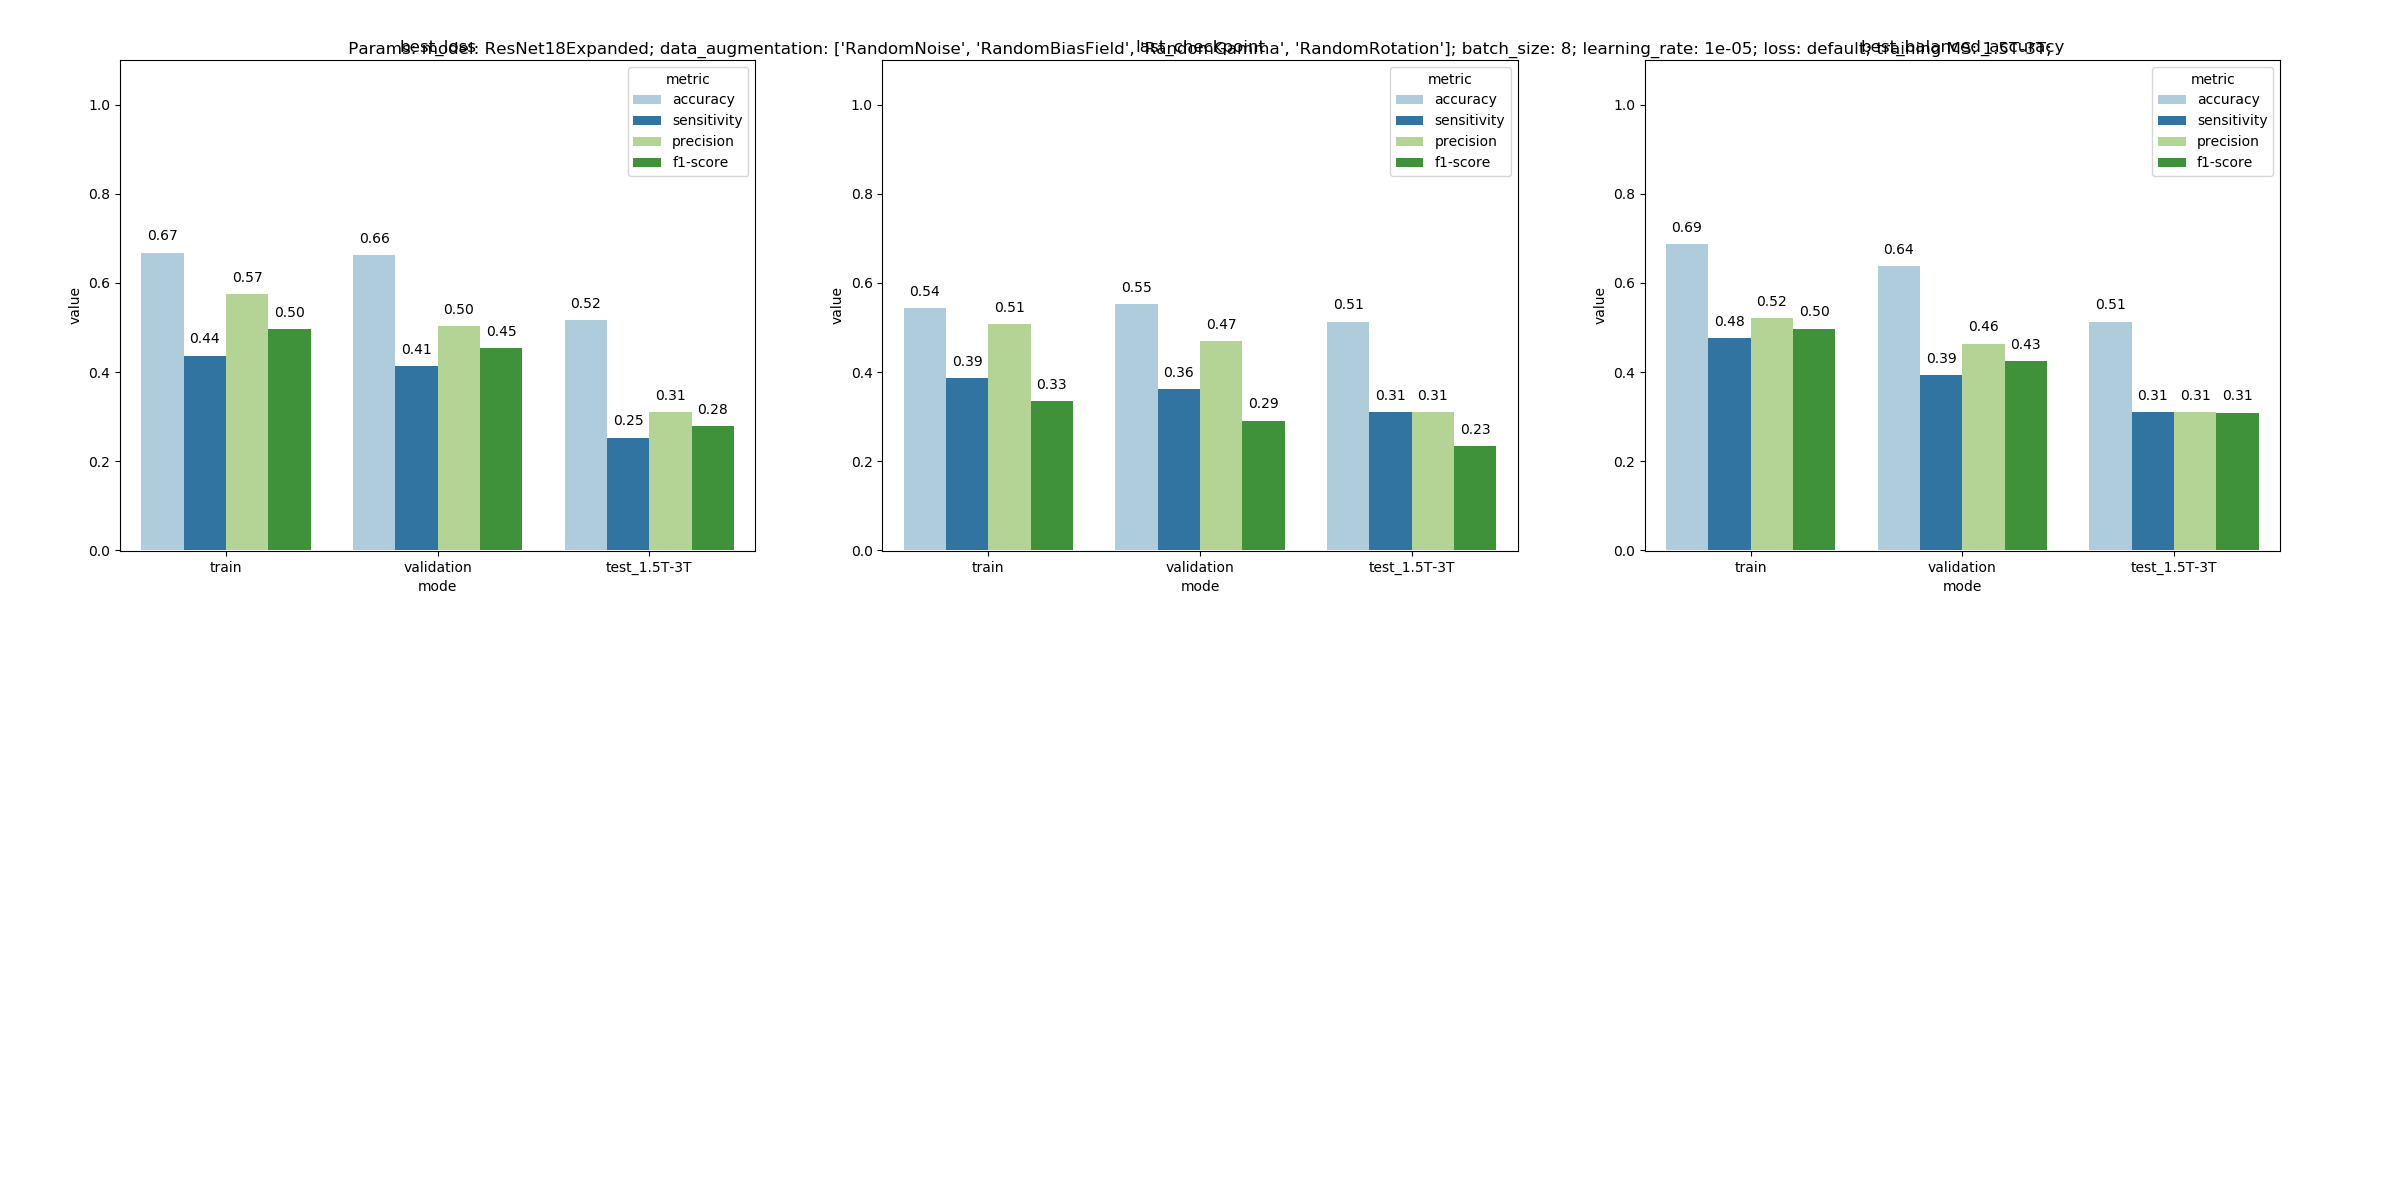 best_loss
last_checkpoint
best_balanced_accuracy
Params: model: ResNet18Expanded; data_augmentation: ['RandomNoise', 'RandomBiasField', 'RandomGamma', 'RandomRotation']; batch_size: 8; learning_rate: 1e-05; loss: default; training MS: 1.5T-3T;
metric
accuracy
sensitivity
precision
f1-score
value
1.0
0.8
0.6
0.4
0.2
0.0
0.67
0.44
0.57
0.50
0.66
0.41
0.50
0.45
0.52
0.25
0.31
0.28
train
validation
test_1.5T-3T
mode
metric
accuracy
sensitivity
precision
f1-score
value
1.0
0.8
0.6
0.4
0.2
0.0
0.54
0.39
0.51
0.33
0.55
0.36
0.47
0.29
0.51
0.31
0.31
0.23
train
validation
test_1.5T-3T
mode
metric
accuracy
sensitivity
precision
f1-score
value
1.0
0.8
0.6
0.4
0.2
0.0
0.69
0.48
0.52
0.50
0.64
0.39
0.46
0.43
0.51
0.31
0.31
0.31
train
validation
test_1.5T-3T
mode